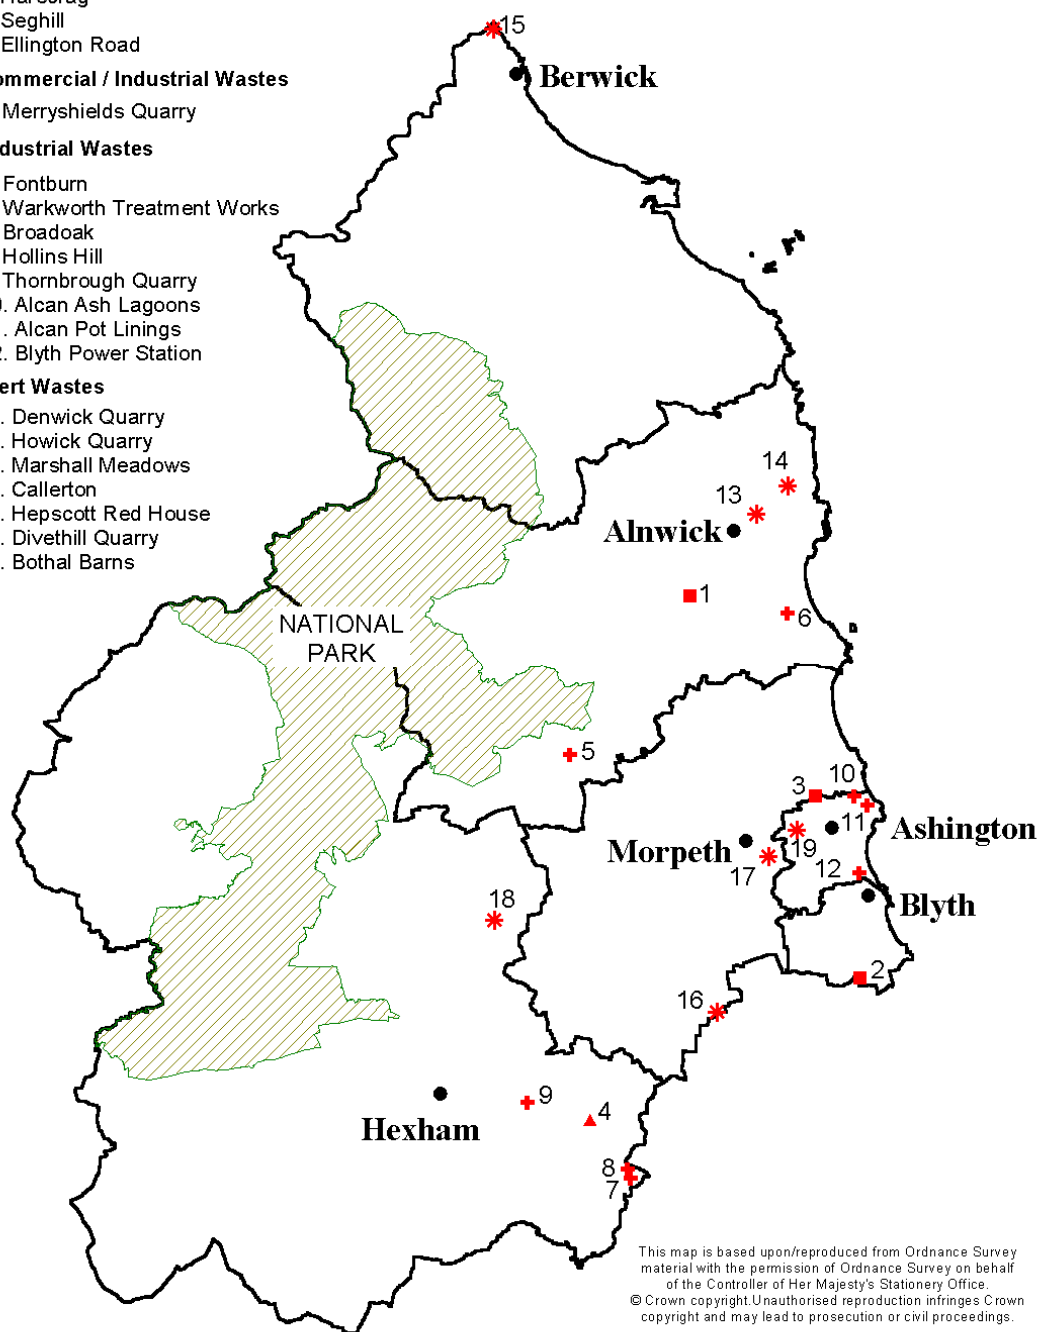 Seghill
Ellington Road
ommercial / Industrial Wastes
Merryshields Quarry
dustrial Wastes
Fontburn
Warkworth Treatment Works
Broadoak
Hollins Hill
Thornbrough Quarry
. Alcan Ash Lagoons
. Alcan Pot Linings
. Blyth Power Station
ert Wastes
. Denwick Quarry
. Howick Quarry
. Marshall Meadows
. Callerton
. Hepscott Red House
. Divethill Quarry
. Bothal Barns
15
Berwick
14
13
Alnwick
1
6
NATIONAL
PARK
5
3
10
11
Ashington
Morpeth
19
17
12
Blyth
18
2
16
9
4
Hexham
8
7
This map is based upon/reproduced from Ordnance Survey
material with the permission of Ordnance Survey on behalf
of the Controller of Her Majesty's Stationery Office.
© Crown copyright.Unauthorised reproduction infringes Crown
copyright and may lead to prosecution or civil proceedings.